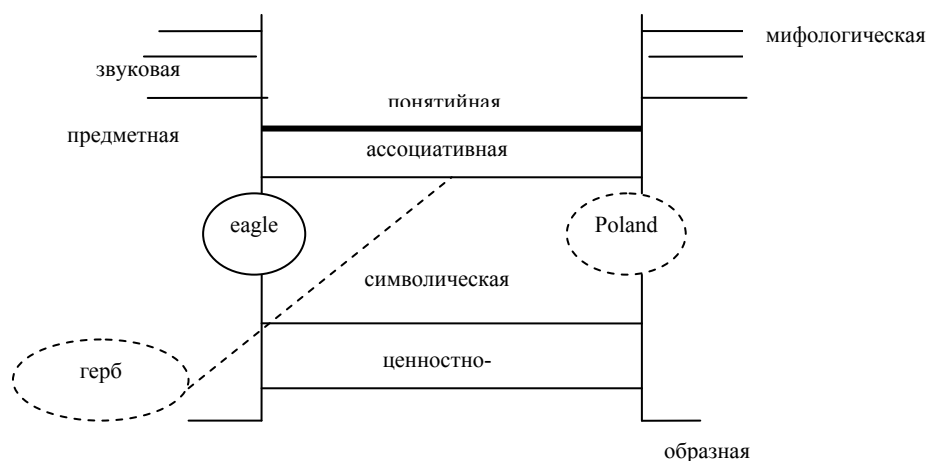 мифологическая
звуковая
понятийная
предметная
ассоциативная
eagle
Poland
символическая
герб
ценностно-
образная